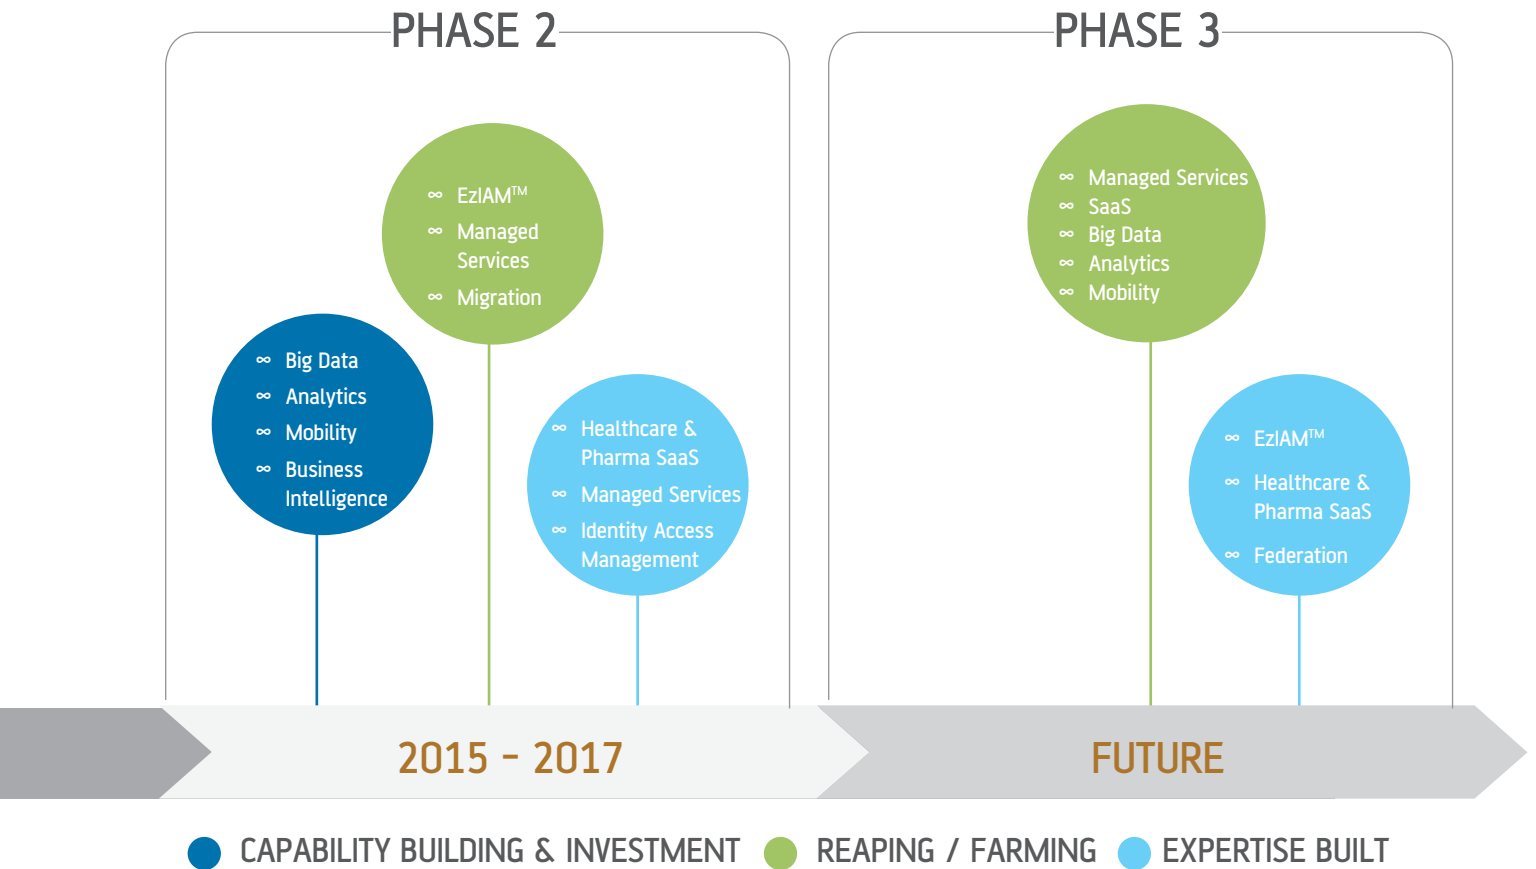 PHASE 2
∞ EzIAM™
∞ Managed
Services
∞ Migration
∞ Big Data
∞ Analytics
∞ Mobility
∞ Business
Intelligence
∞ Healthcare &
Pharma SaaS
∞ Managed Services
∞ Identity Access
Management
PHASE 3
∞ Managed Services
∞ SaaS
∞ Big Data
∞ Analytics
∞ Mobility
∞ EzIAM™
∞ Healthcare &
Pharma SaaS
∞ Federation
2015 - 2017
FUTURE
CAPABILITY BUILDING & INVESTMENT
REAPING / FARMING
EXPERTISE BUILT